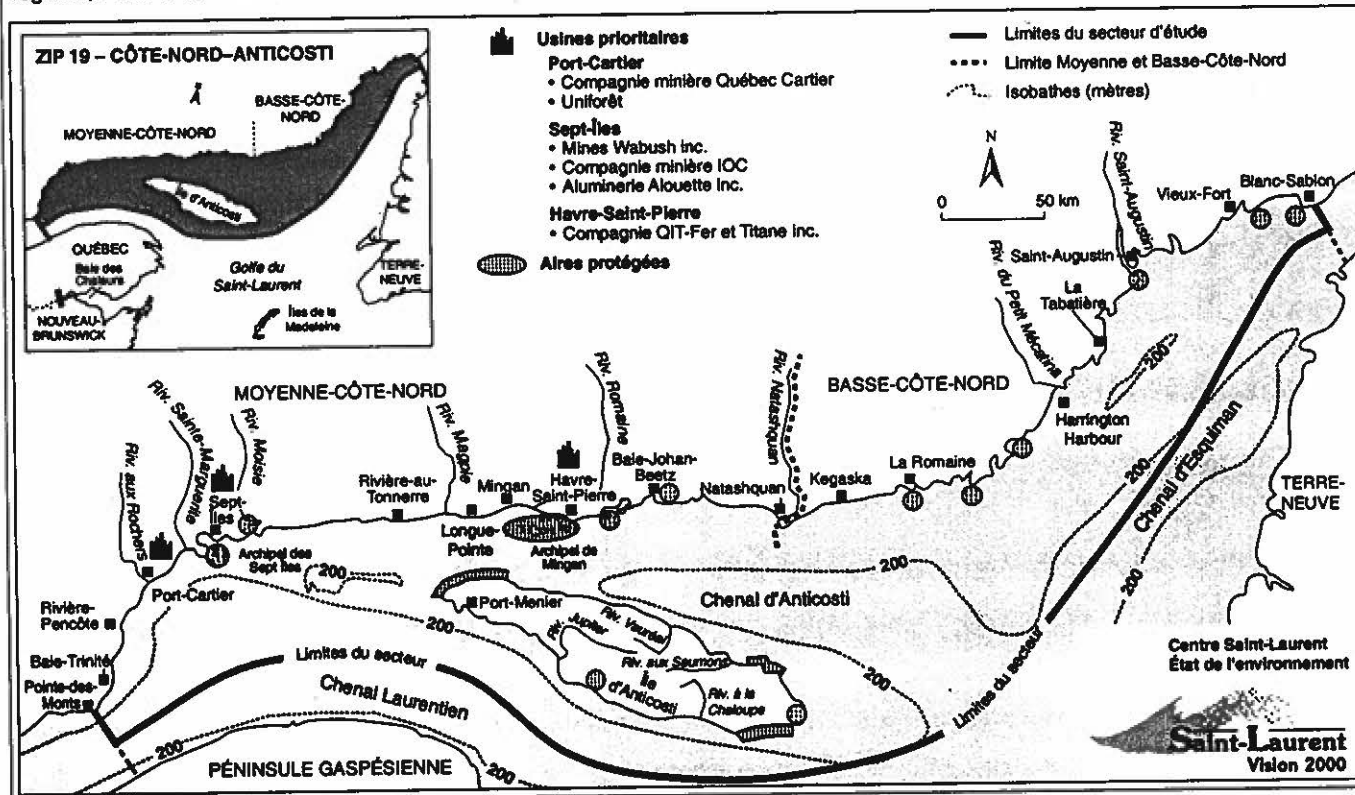 ZIP 19 – CÔTE-NORD–ANTICOSTI
BASSE-CÔTE-
NORD
MOYENNE-CÔTE-NORD
Île d'Anticosti
QUÉBEC
Baie des
Chaleurs
Golfe du
Saint-Laurent
TERRE-
NEUVE
NOUVEAU-
BRUNSWICK
Îles de la
Madeleine
Usines prioritaires
Port-Cartier
• Compagnie minière Québec Cartier
• Uniforêt
Sept-Îles
• Mines Wabush inc.
• Compagnie minière IOC
• Aluminerie Alouette inc.
Havre-Saint-Pierre
• Compagnie QIT-Fer et Titane inc.
Aires protégées
Limites du secteur d'étude
Limite Moyenne et Basse-Côte-Nord
Isobathes (mètres)
N
0 50 km
Riv. Saint-Augustin
Vieux-Fort
Blanc-Sablon
Saint-Augustin
La
Tabatière
Riv. du Petit Mécatina
Harrington
Harbour
MOYENNE-CÔTE-NORD
BASSE-CÔTE-NORD
Riv. aux Rochers
Riv. Sainte-Marguerite
Riv. Moisie
Riv. Magpie
Riv. Romaine
Riv. Natashquan
Sept-
Îles
Rivière-au-
Tonnerre
Mingan
Havre-
Saint-Pierre
Baie-Johan-
Beetz
Natashquan
Kegaska
La Romaine
Longue-
Pointe
Archipel de
Mingan
Archipel des
Sept Îles
Port-Cartier
Rivière-
Pencôte
Baie-Trinité
Pointe-des-
Monts
Port-Menier
Riv. Jupiter
Riv. Vauréal
Riv. aux Saumons
Île
d'Anticosti
Riv. à la
Chaloupe
Chenal d'Anticosti
Chenal Laurentien
Chenal d'Esquiman
Limites du secteur
Limites du secteur
200
200
200
200
200
200
200
200
200
TERRE-
NEUVE
PÉNINSULE GASPÉSIENNE
Centre Saint-Laurent
État de l'environnement
Saint-Laurent
Vision 2000